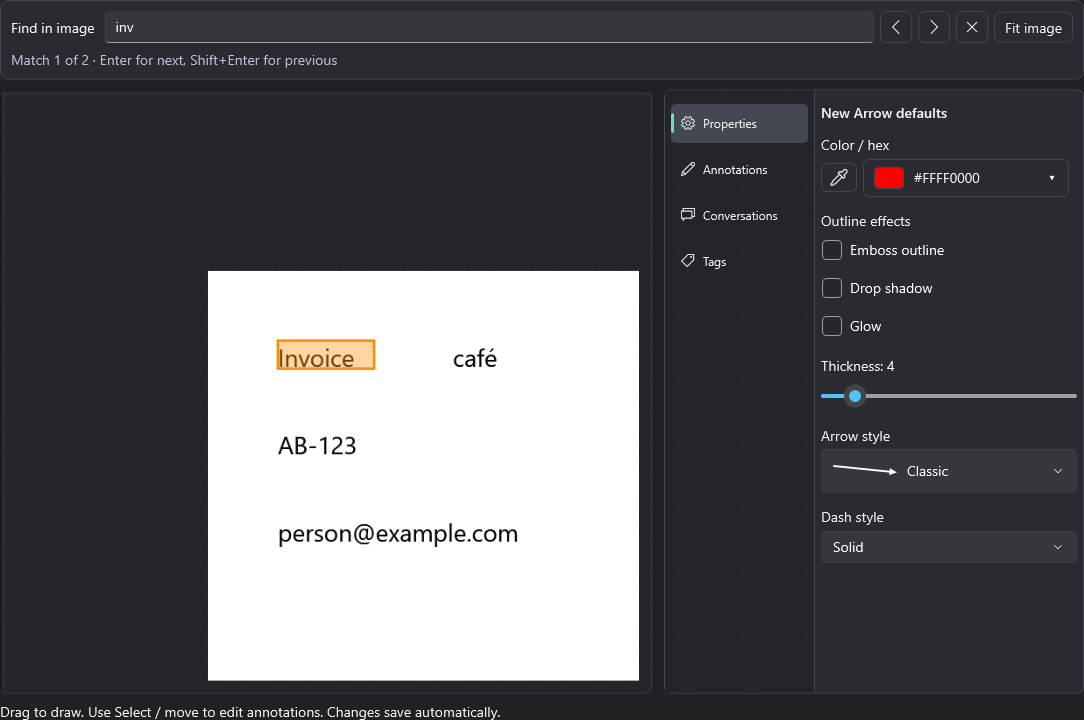 Find in image
inv
Fit image
Match 1 of 2 · Enter for next, Shift+Enter for previous
Properties
Annotations
Conversations
Tags
New Arrow defaults
Color / hex
#FFFF0000
Outline effects
Emboss outline
Drop shadow
Glow
Thickness: 4
Arrow style
Classic
Dash style
Solid
Invoice café
AB-123
person@example.com
Drag to draw. Use Select / move to edit annotations. Changes save automatically.